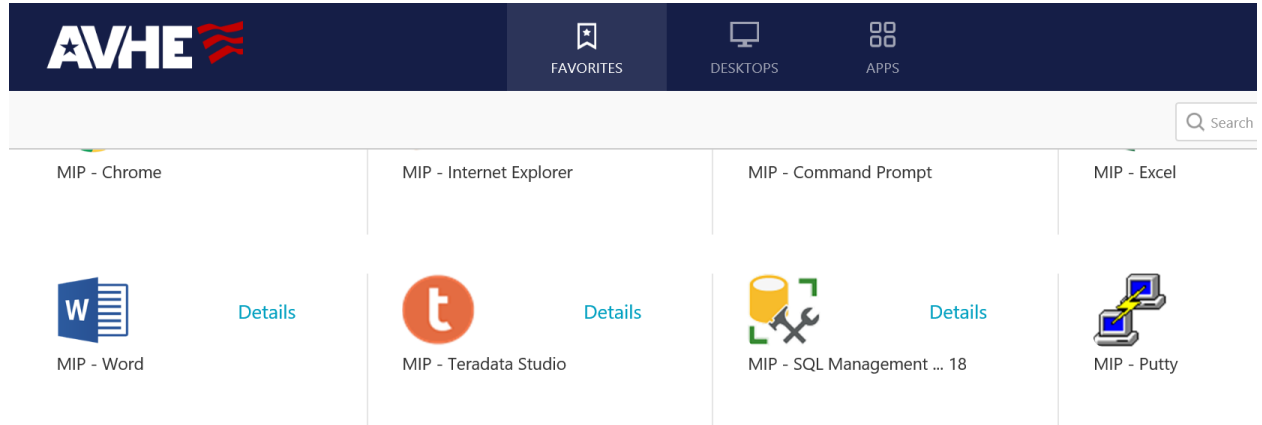 AVHE
FAVORITES
DESKTOPS
APPS
Search
MIP - Chrome
MIP - Internet Explorer
MIP - Command Prompt
MIP - Excel
W
Details
t
Details
Details
MIP - Word
MIP - Teradata Studio
MIP - SQL Management ... 18
MIP - Putty